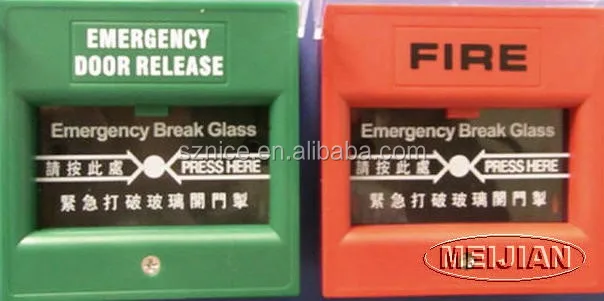 EMERGENCY
DOOR RELEASE
Emergency Break Glass
請按此處 PRESS HERE
緊急打破玻璃開門掣
FIRE
Emergency Break Glass
請按此處 PRESS HERE
緊急打破玻璃開門掣
sznice.en.alibaba.com
MEIJIAN